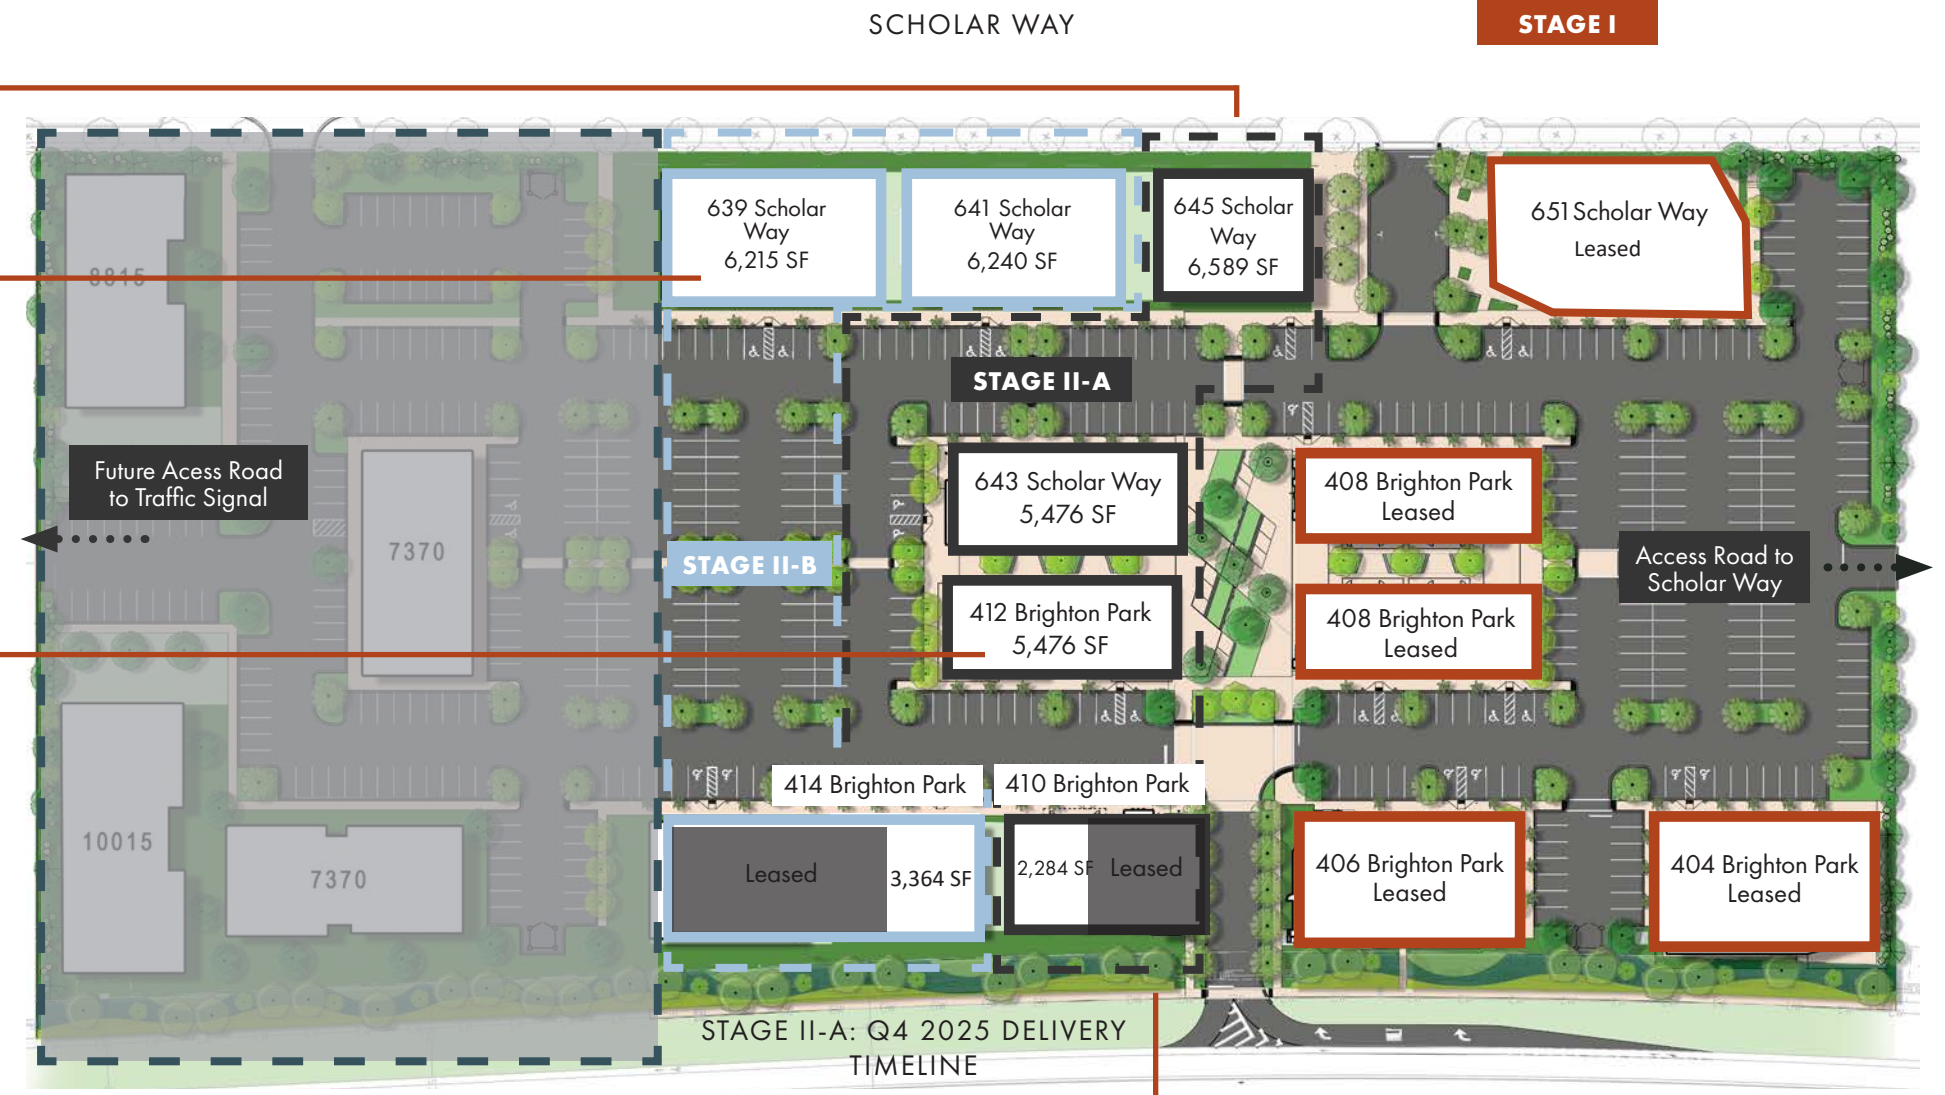 SCHOLAR WAY
STAGE I
639 Scholar
Way
6,215 SF
641 Scholar
Way
6,240 SF
645 Scholar
Way
6,589 SF
651 Scholar Way
Leased
8815
STAGE II-A
Future Acess Road
to Traffic Signal
7370
643 Scholar Way
5,476 SF
408 Brighton Park
Leased
STAGE II-B
Access Road to
Scholar Way
412 Brighton Park
5,476 SF
408 Brighton Park
Leased
414 Brighton Park
410 Brighton Park
10015
7370
Leased
3,364 SF
2,284 SF
Leased
406 Brighton Park
Leased
404 Brighton Park
Leased
STAGE II-A: Q4 2025 DELIVERY
TIMELINE